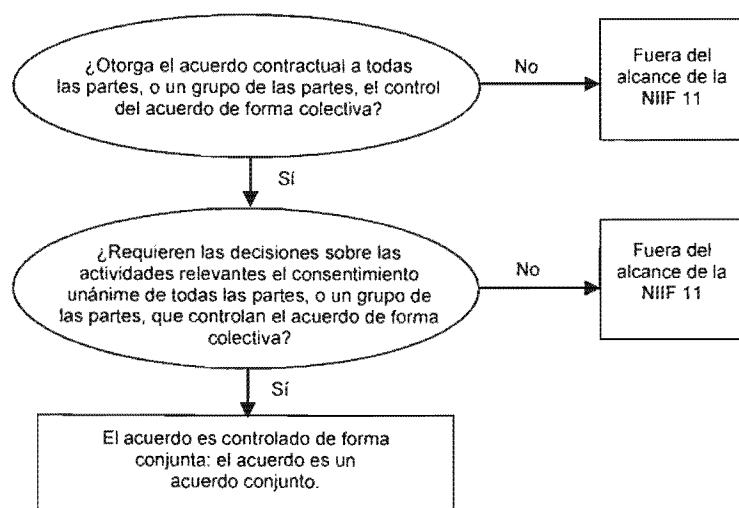 ¿Otorga el acuerdo contractual a todas
las partes, o un grupo de las partes, el control
del acuerdo de forma colectiva?
No
Fuera del
alcance de la
NIIF 11
Sí
¿Requieren las decisiones sobre las
actividades relevantes el consentimiento
unánime de todas las partes, o un grupo de
las partes, que controlan el acuerdo de forma
colectiva?
No
Fuera del
alcance de la
NIIF 11
Sí
El acuerdo es controlado de forma
conjunta: el acuerdo es un
acuerdo conjunto.